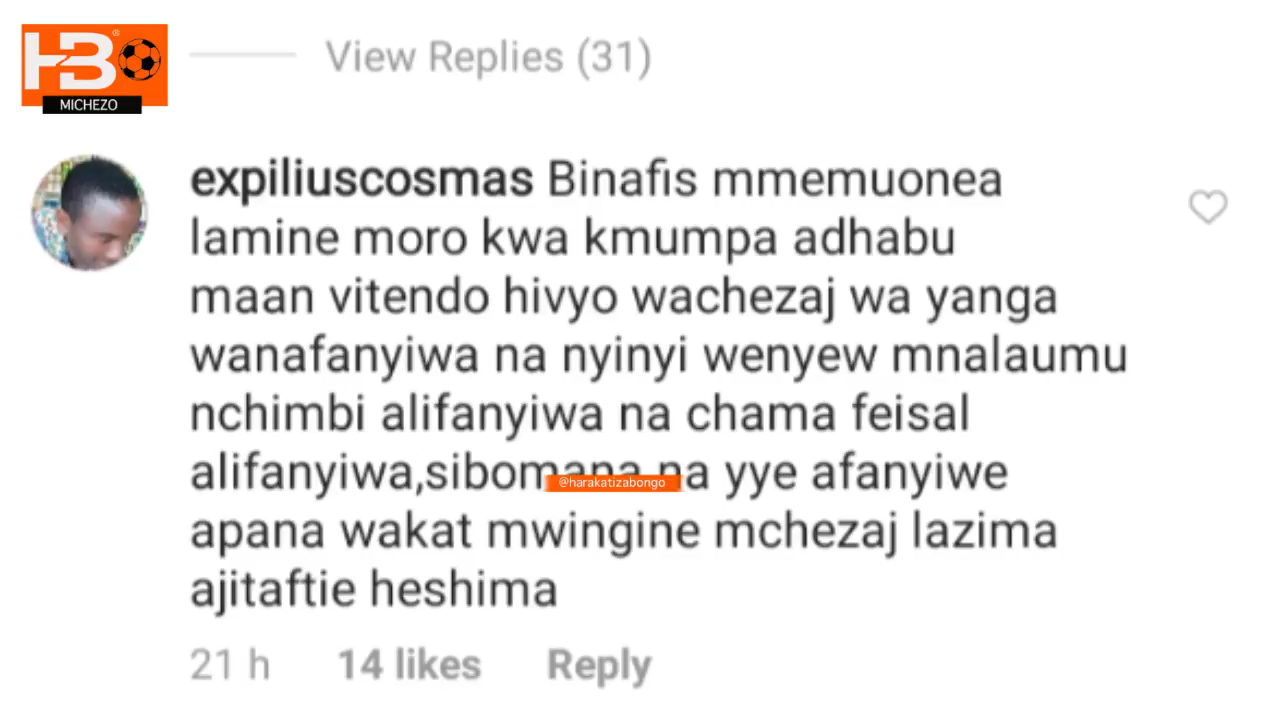 HBO
MICHEZO
View Replies (31)
expiliuscosmas Binafis mmemuonea
lamine moro kwa kmumpa adhabu
maan vitendo hivyo wachezaj wa yanga
wanafanyiwa na nyinyi wenyew mnalaumu
nchimbi alifanyiwa na chama feisal
alifanyiwa,sibomana na yye afanyiwe
@harakatizabongo
apana wakat mwingine mchezaj lazima
ajitaftie heshima
21 h 14 likes Reply